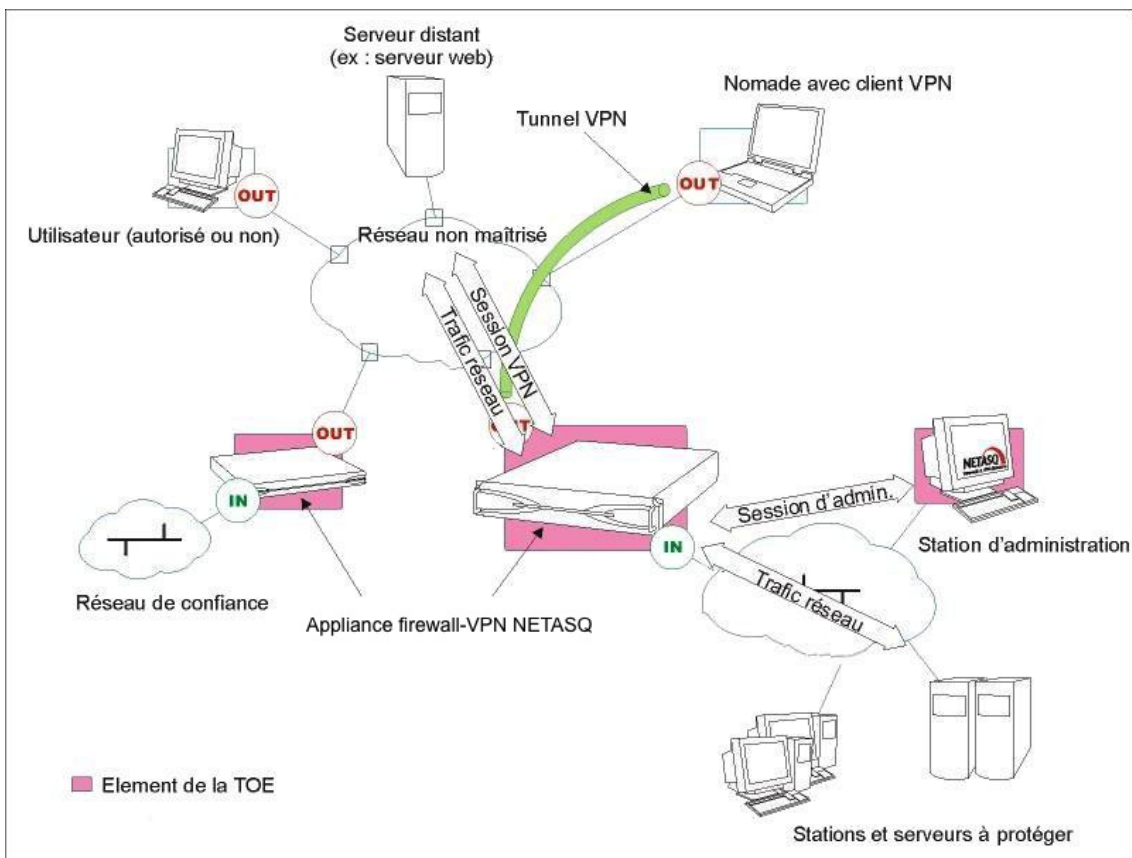 Serveur distant
(ex : serveur web)
Nomade avec client VPN
Tunnel VPN
OUT
OUT
Utilisateur (autorisé ou non)
Réseau non maîtrisé
Session VPN
Trafic réseau
OUT
OUT
NETASQ
IN
Session d'admin.
IN
Station d'administration
Trafic réseau
Réseau de confiance
Appliance firewall-VPN NETASQ
Element de la TOE
Stations et serveurs à protéger